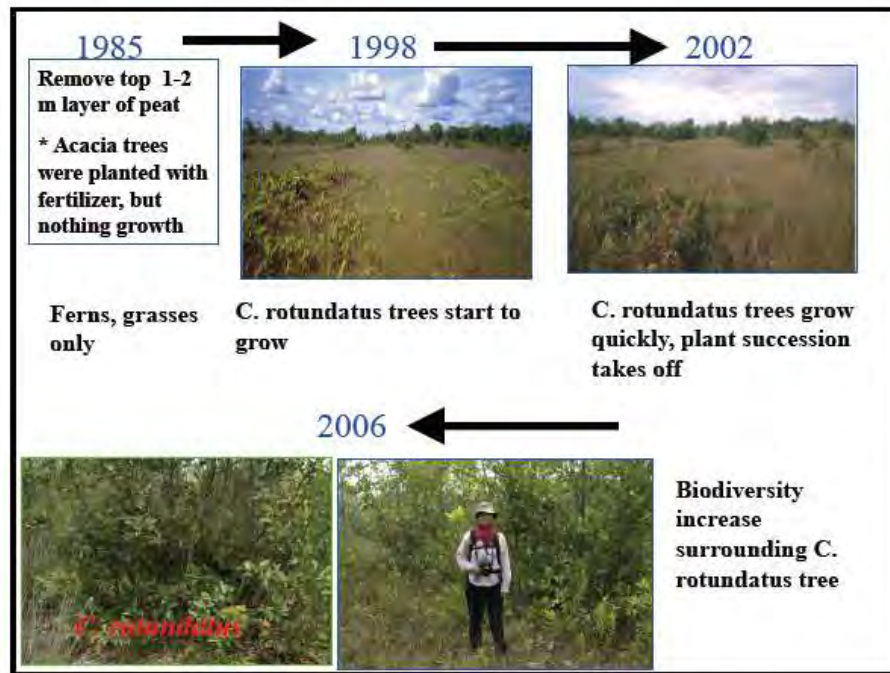 1985
1998
2002
Remove top 1-2
m layer of peat
* Acacia trees
were planted with
fertilizer, but
nothing growth
Ferns, grasses
only
C. rotundatus trees start to
grow
C. rotundatus trees grow
quickly, plant succession
takes off
2006
C. rotundatus
Biodiversity
increase
surrounding C.
rotundatus tree